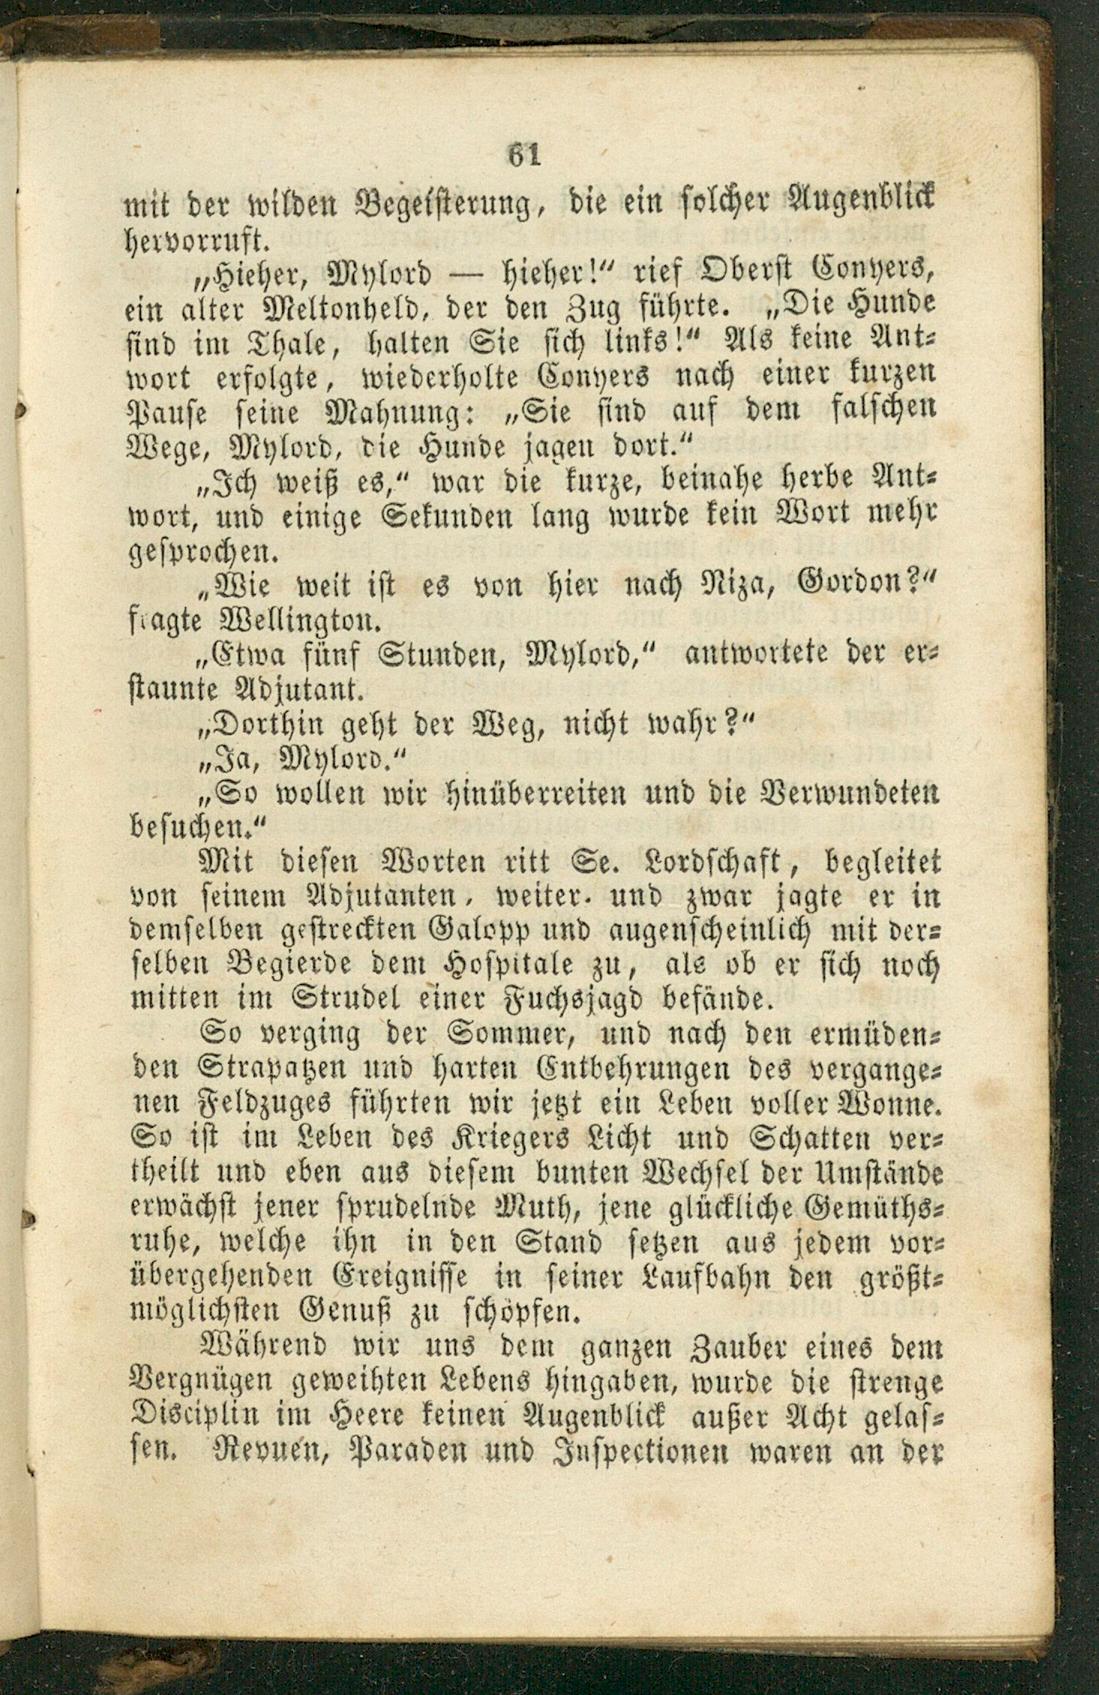 61
mit der wilden Begeisterung, die ein solcher Augenblick
hervorruft.
„Hieher, Mylord — hieher!“ rief Oberst Conyers,
ein alter Meltonheld, der den Zug führte. „Die Hunde
sind im Thale, halten Sie sich links!“ Als keine Ant-
wort erfolgte, wiederholte Conyers nach einer kurzen
Pause seine Mahnung: „Sie sind auf dem falschen
Wege, Mylord, die Hunde jagen dort.“
„Ich weiß es,“ war die kurze, beinahe herbe Ant-
wort, und einige Sekunden lang wurde kein Wort mehr
gesprochen.
„Wie weit ist es von hier nach Niza, Gordon?“
fragte Wellington.
„Etwa fünf Stunden, Mylord,“ antwortete der er-
staunte Adjutant.
„Dorthin geht der Weg, nicht wahr?“
„Ja, Mylord.“
„So wollen wir hinüberreiten und die Verwundeten
besuchen.“
Mit diesen Worten ritt Se. Lordschaft, begleitet
von seinem Adjutanten, weiter, und zwar jagte er in
demselben gestreckten Galopp und augenscheinlich mit der-
selben Begierde dem Hospitale zu, als ob er sich noch
mitten im Strudel einer Fuchsjagd befände.
So verging der Sommer, und nach den ermüden-
den Strapatzen und harten Entbehrungen des vergange-
nen Feldzuges führten wir jetzt ein Leben voller Wonne.
So ist im Leben des Kriegers Licht und Schatten ver-
theilt und eben aus diesem bunten Wechsel der Umstände
erwächst jener sprudelnde Muth, jene glückliche Gemüths-
ruhe, welche ihn in den Stand setzen aus jedem vor-
übergehenden Ereignisse in seiner Laufbahn den größt-
möglichsten Genuß zu schöpfen.
Während wir uns dem ganzen Zauber eines dem
Vergnügen geweihten Lebens hingaben, wurde die strenge
Disciplin im Heere keinen Augenblick außer Acht gelas-
sen. Revuen, Paraden und Inspectionen waren an der